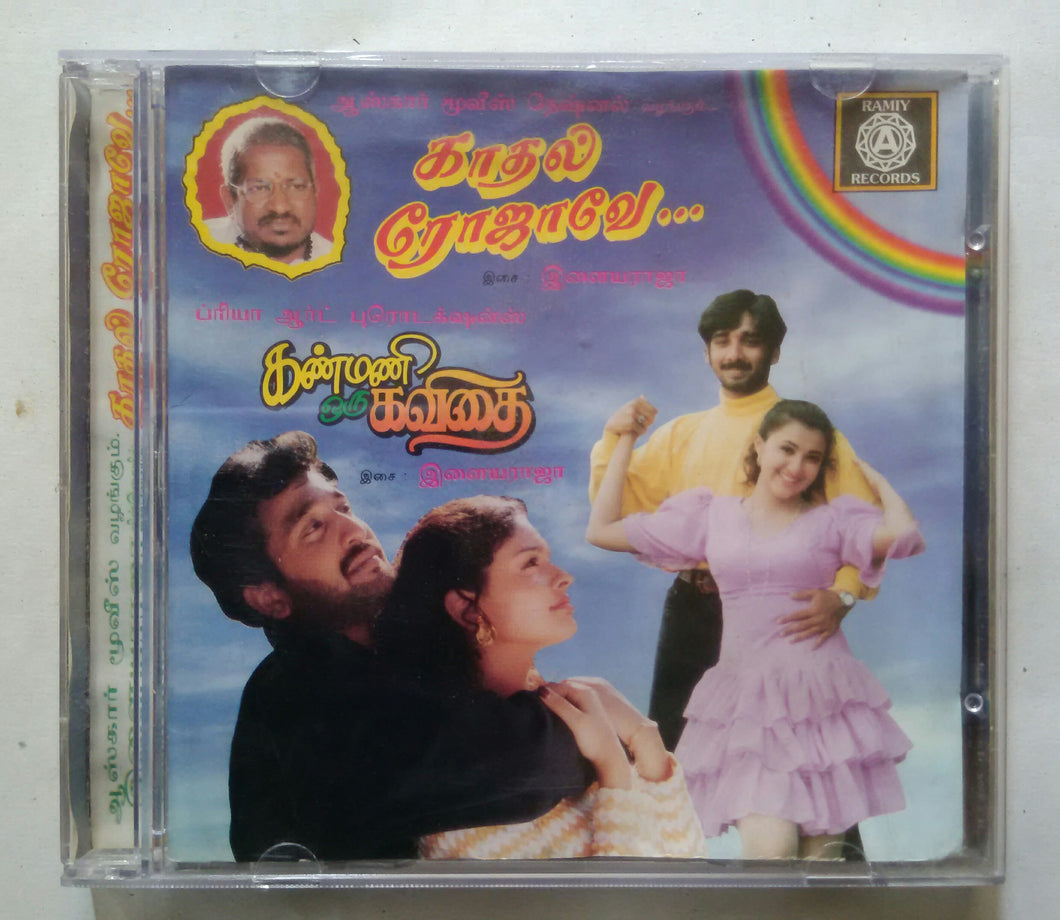 ஆஸ்கார் மூவீஸ் நேஷனல் வழங்கும்...
காதல்
ரோஜாவே...
இசை : இளையராஜா
RAMIY
A
RECORDS
ப்ரியா ஆர்ட் புரொடக்‌ஷன்ஸ்
கண்மணி
ஒரு கவிதை
இசை : இளையராஜா
ஆஸ்கார் மூவீஸ் வழங்கும். காதல் ரோஜாவே...